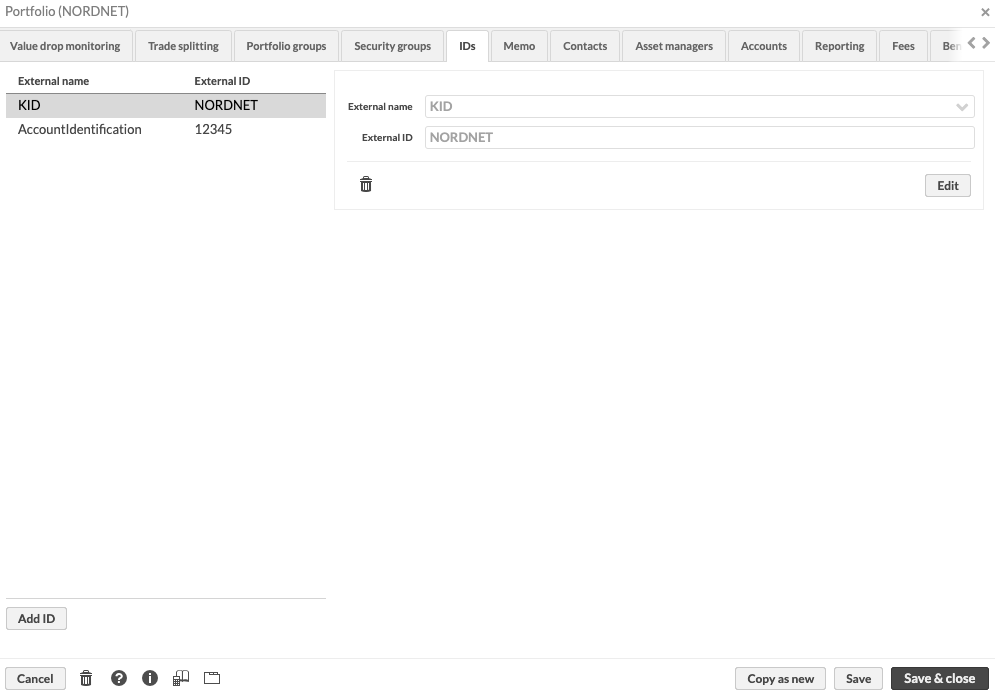 Portfolio (NORDNET)
Value drop monitoring Trade splitting Portfolio groups Security groups IDs Memo Contacts Asset managers Accounts Reporting Fees
External name External ID
KID NORDNET
AccountIdentification 12345
External name KID
External ID NORDNET
Edit
Add ID
Cancel Copy as new Save Save & close